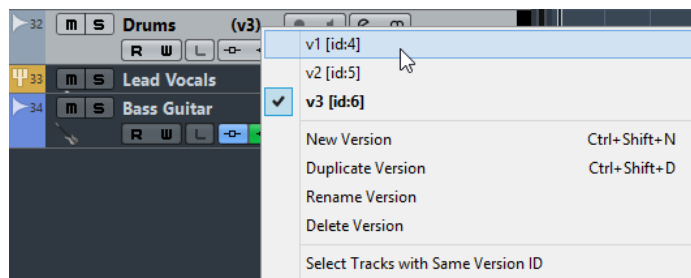 32 m S Drums (v3) e
R W L
33 m S Lead Vocals
34 m S Bass Guitar
R W L
v1 [id:4]
v2 [id:5]
v3 [id:6]
New Version Ctrl+Shift+N
Duplicate Version Ctrl+Shift+D
Rename Version
Delete Version
Select Tracks with Same Version ID